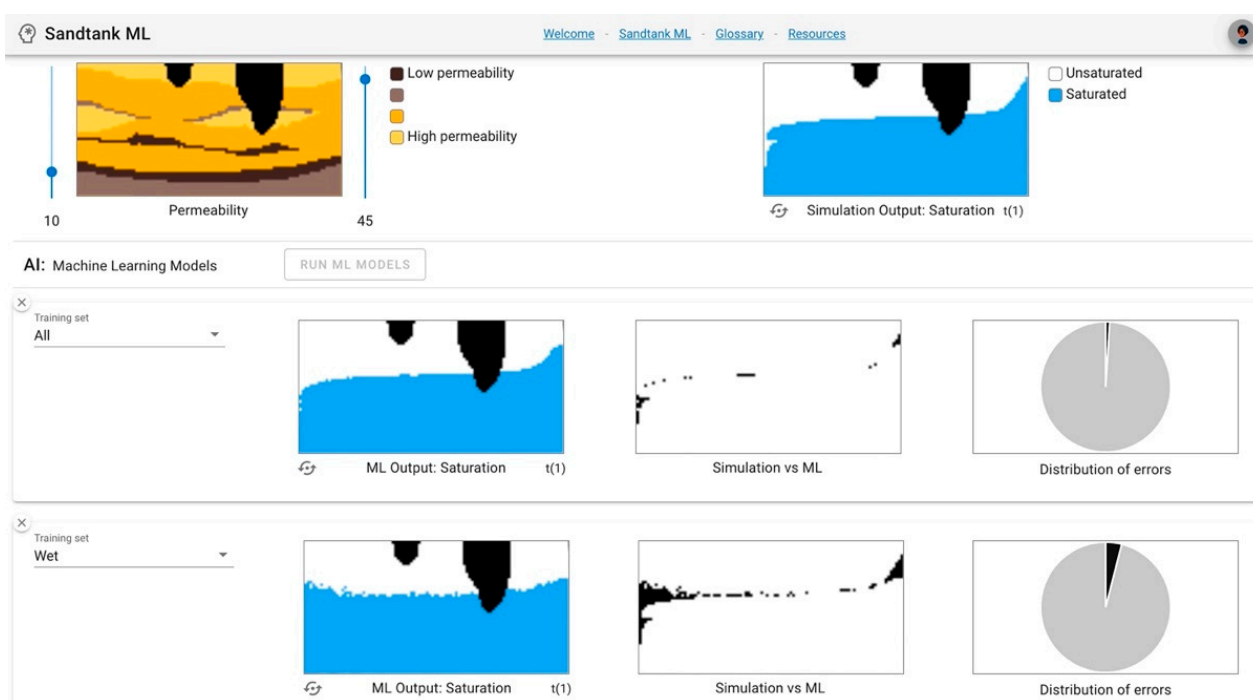 Sandtank ML
Welcome - Sandtank ML - Glossary - Resources
Low permeability
High permeability
Unsaturated
Saturated
10
Permeability
45
Simulation Output: Saturation t(1)
AI: Machine Learning Models
RUN ML MODELS
Training set
All
ML Output: Saturation t(1)
Simulation vs ML
Distribution of errors
Training set
Wet
ML Output: Saturation t(1)
Simulation vs ML
Distribution of errors